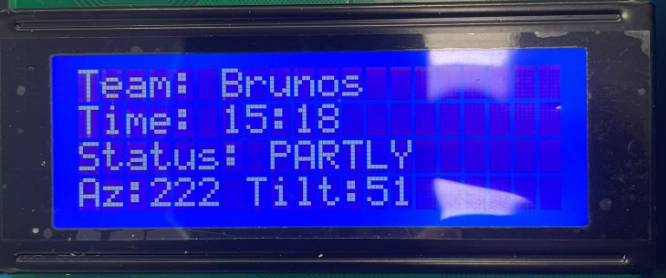 Team: Brunos
Time: 15:18
Status: PARTLY
Az:222 Tilt:51